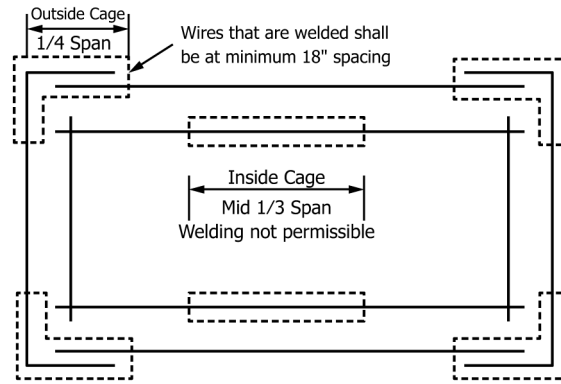 Outside Cage
1/4 Span
Wires that are welded shall
be at minimum 18" spacing
Inside Cage
Mid 1/3 Span
Welding not permissible